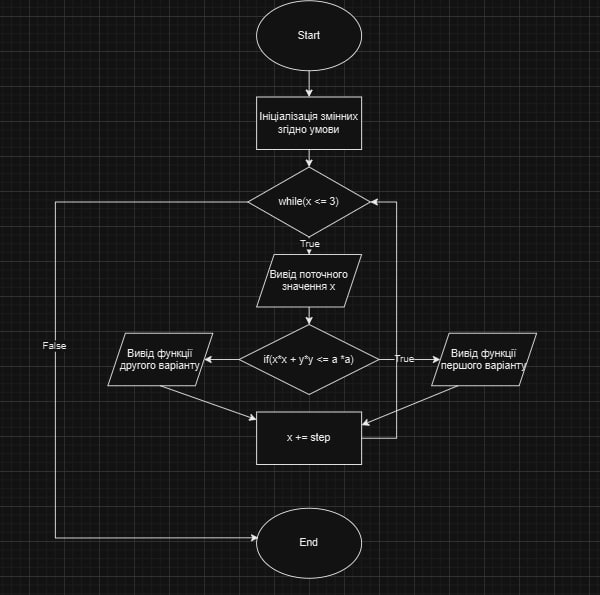 Start
Ініціалізація змінних
згідно умови
while(x <= 3)
True
Вивід поточного
значення x
False
Вивід функції
другого варіанту
if(x*x + y*y <= a *a)
True
Вивід функції
першого варіанту
x += step
End